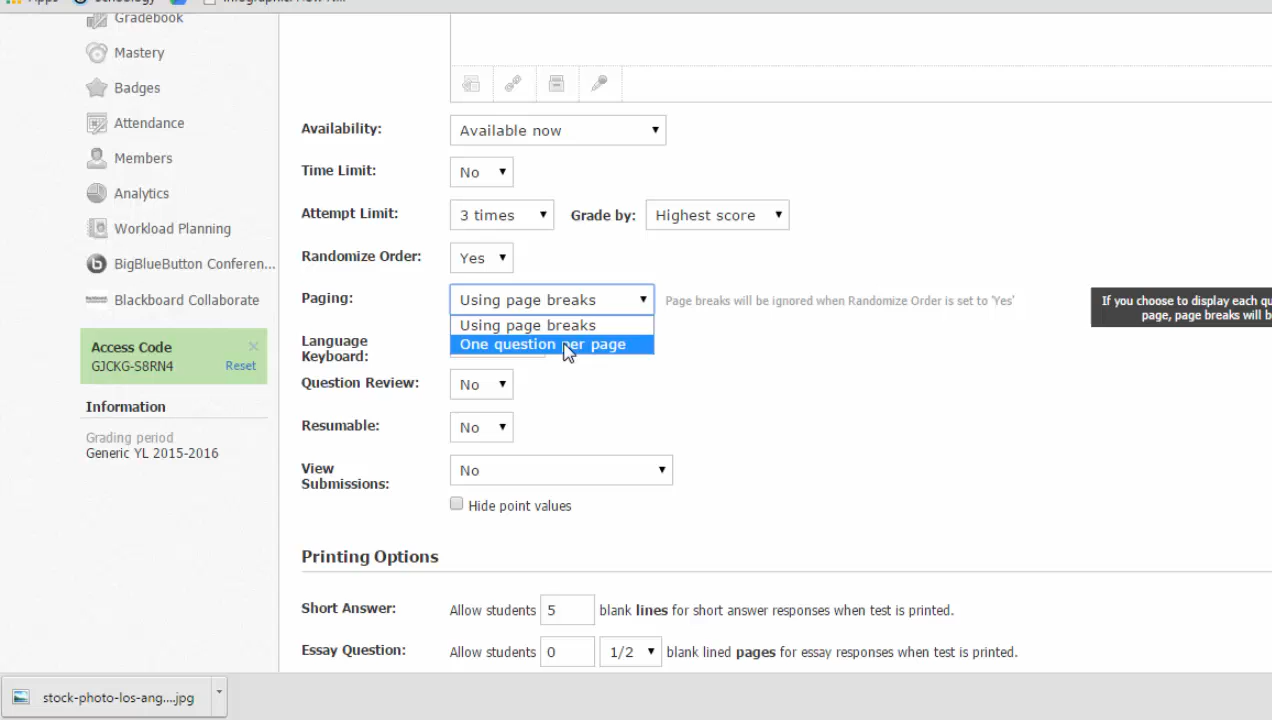 Apps
Gradebook
Mastery
Badges
Attendance
Members
Analytics
Workload Planning
BigBlueButton Conferen...
Blackboard Collaborate
Access Code
GJCKG-S8RN4 Reset
Information
Grading period
Generic YL 2015-2016
Availability: Available now
Time Limit: No
Attempt Limit: 3 times Grade by: Highest score
Randomize Order: Yes
Paging: Using page breaks Page breaks will be ignored when Randomize Order is set to 'Yes'
If you choose to display each qu
page, page breaks will b
Using page breaks
One question per page
Language
Keyboard:
Question Review: No
Resumable: No
View
Submissions: No
Hide point values
Printing Options
Short Answer: Allow students 5 blank lines for short answer responses when test is printed.
Essay Question: Allow students 0 1/2 blank lined pages for essay responses when test is printed.
stock-photo-los-ang....jpg